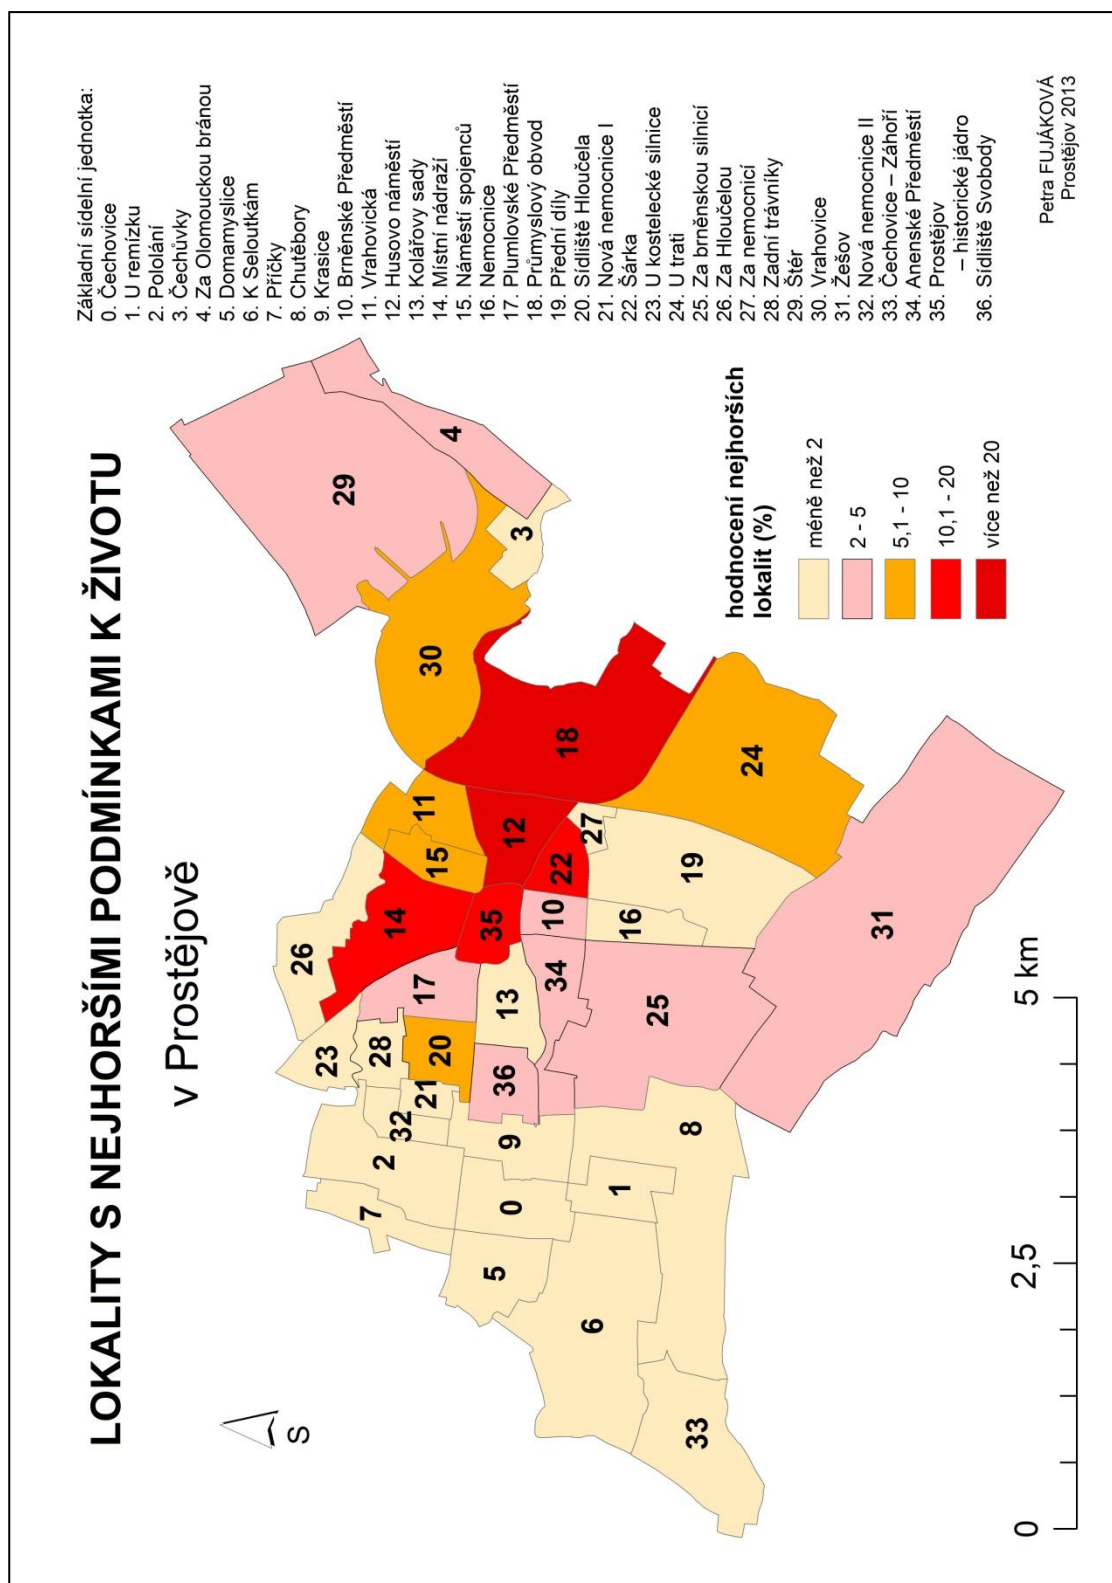 LOKALITY S NEJHORŠÍMI PODMÍNKAMI K ŽIVOTU
v Prostějově
Základní sídelní jednotka:
0. Čechovice
1. U remízku
2. Pololání
3. Čechůvky
4. Za Olomouckou bránou
5. Domamyslice
6. K Seloutkám
7. Příčky
8. Chutěbory
9. Krasice
10. Brněnské Předměstí
11. Vrahovická
12. Husovo náměstí
13. Kolářovy sady
14. Místní nádraží
15. Náměstí spojenců
16. Nemocnice
17. Plumlovské Předměstí
18. Průmyslový obvod
19. Přední díly
20. Sídliště Hloučela
21. Nová nemocnice I
22. Šárka
23. U kostelecké silnice
24. U trati
25. Za brněnskou silnicí
26. Za Hloučelou
27. Za nemocnicí
28. Zadní trávníky
29. Štér
30. Vrahovice
31. Žešov
32. Nová nemocnice II
33. Čechovice – Záhoří
34. Anenské Předměstí
35. Prostějov
– historické jádro
36. Sídliště Svobody
S
26
23
14
29
7
2
32
28
21
17
20
15
11
30
4
5
0
9
36
13
35
12
3
6
1
34
10
22
27
18
33
8
25
16
19
24
31
hodnocení nejhorších
lokalit (%)
méně než 2
2 - 5
5,1 - 10
10,1 - 20
více než 20
0
2,5
5 km
Petra FUJÁKOVÁ
Prostějov 2013